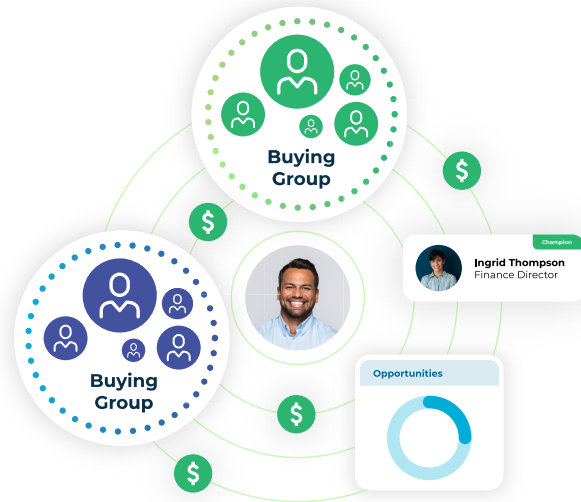 Buying
Group
$
$
Champion
Ingrid Thompson
Finance Director
Buying
Group
Opportunities
$
$